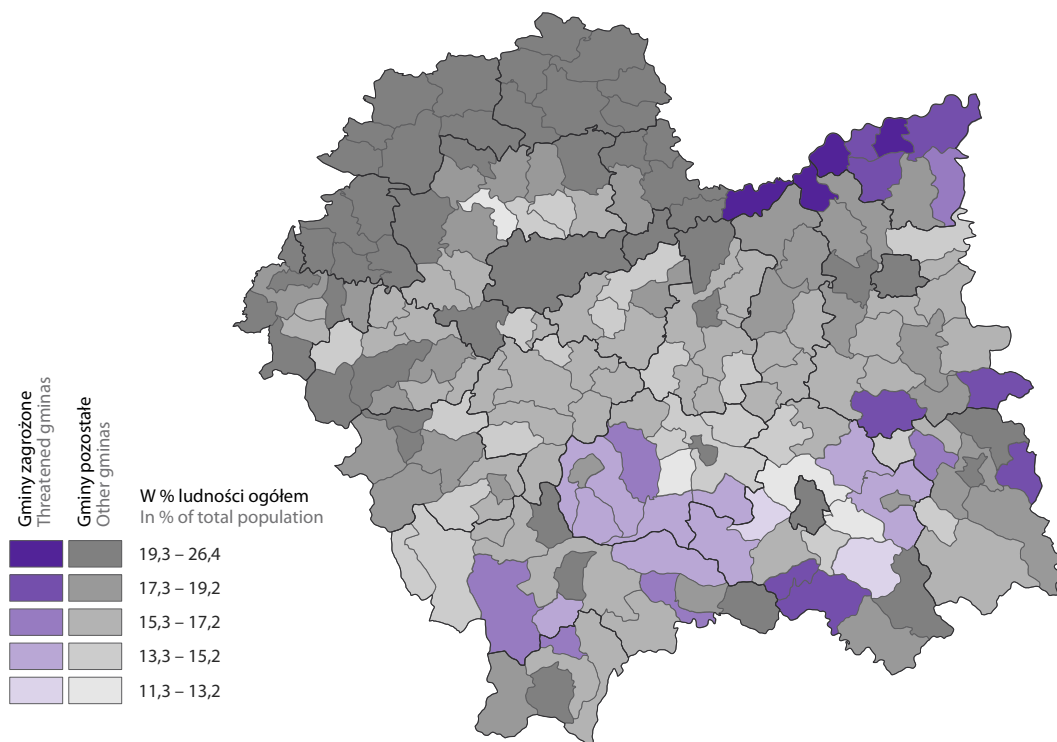 Gminy zagrożone
Threatened gminas
Gminy pozostałe
Other gminas
W % ludności ogółem
In % of total population
19,3 – 26,4
17,3 – 19,2
15,3 – 17,2
13,3 – 15,2
11,3 – 13,2